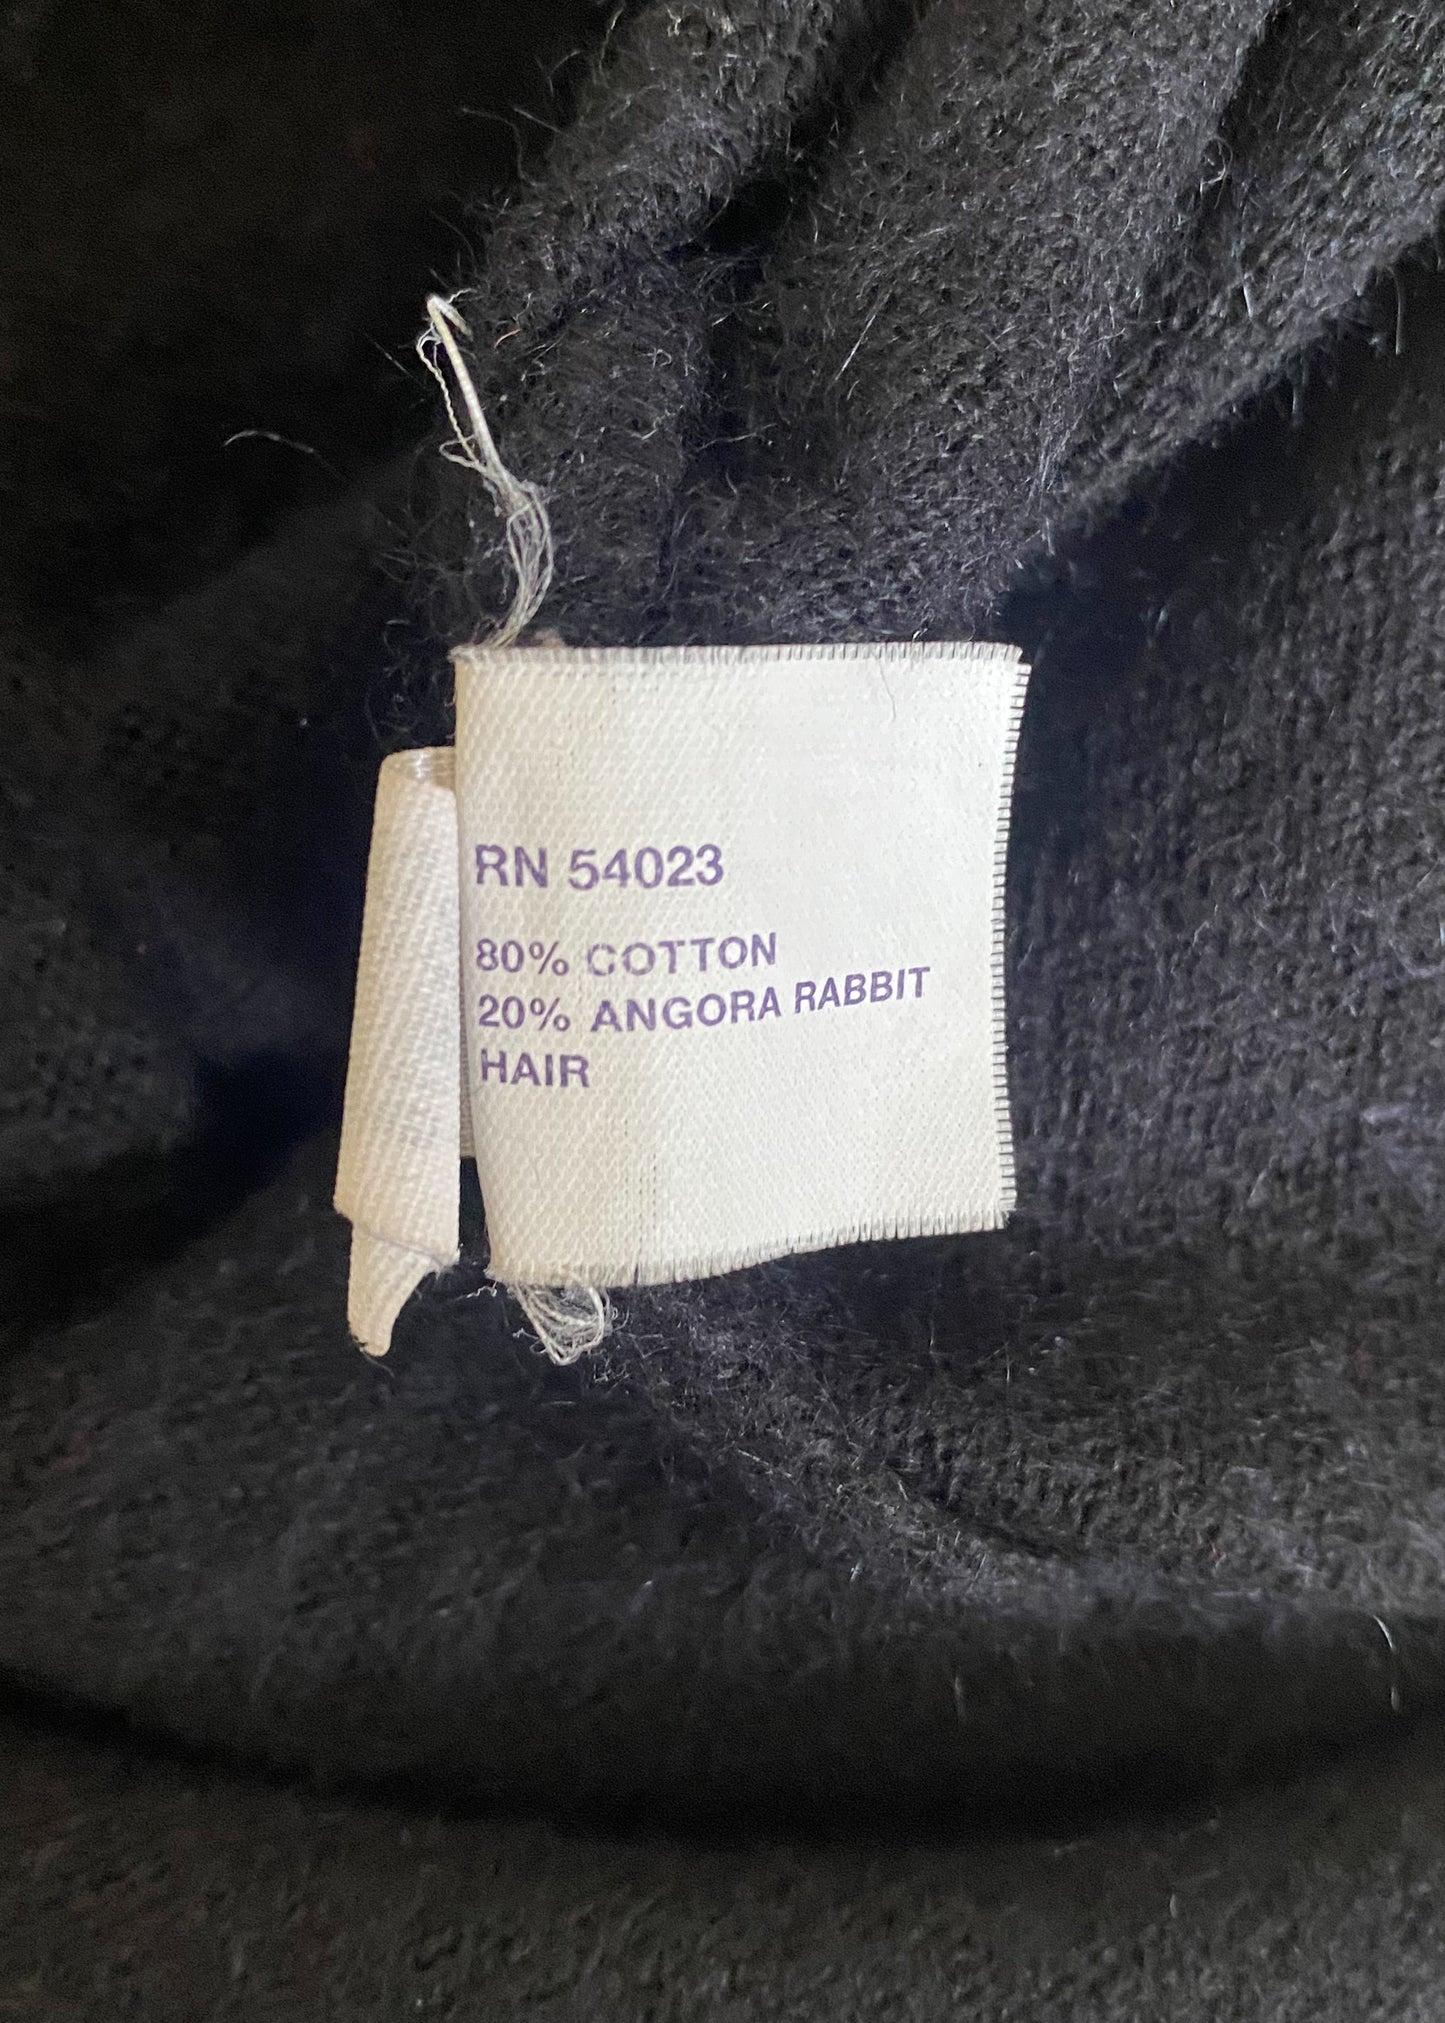 RN 54023
80% COTTON
20% ANGORA RABBIT
HAIR